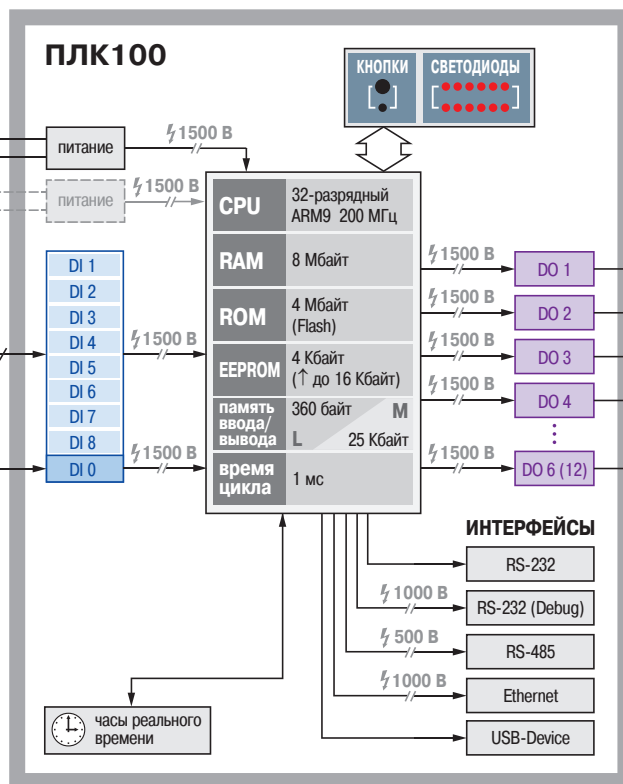 ПЛК100
КНОПКИ
СВЕТОДИОДЫ
питание
1500 В
питание
1500 В
CPU
32-разрядный
ARM9 200 МГц
RAM
8 Мбайт
ROM
4 Мбайт
(Flash)
EEPROM
4 Кбайт
(↑ до 16 Кбайт)
память
ввода/
вывода
360 байт
M
L
25 Кбайт
время
цикла
1 мс
DI 1
DI 2
DI 3
DI 4
DI 5
DI 6
DI 7
DI 8
DI 0
1500 В
1500 В
1500 В
DO 1
1500 В
DO 2
1500 В
DO 3
1500 В
DO 4
1500 В
DO 6 (12)
ИНТЕРФЕЙСЫ
RS-232
1000 В
RS-232 (Debug)
500 В
RS-485
1000 В
Ethernet
USB-Device
часы реального
времени